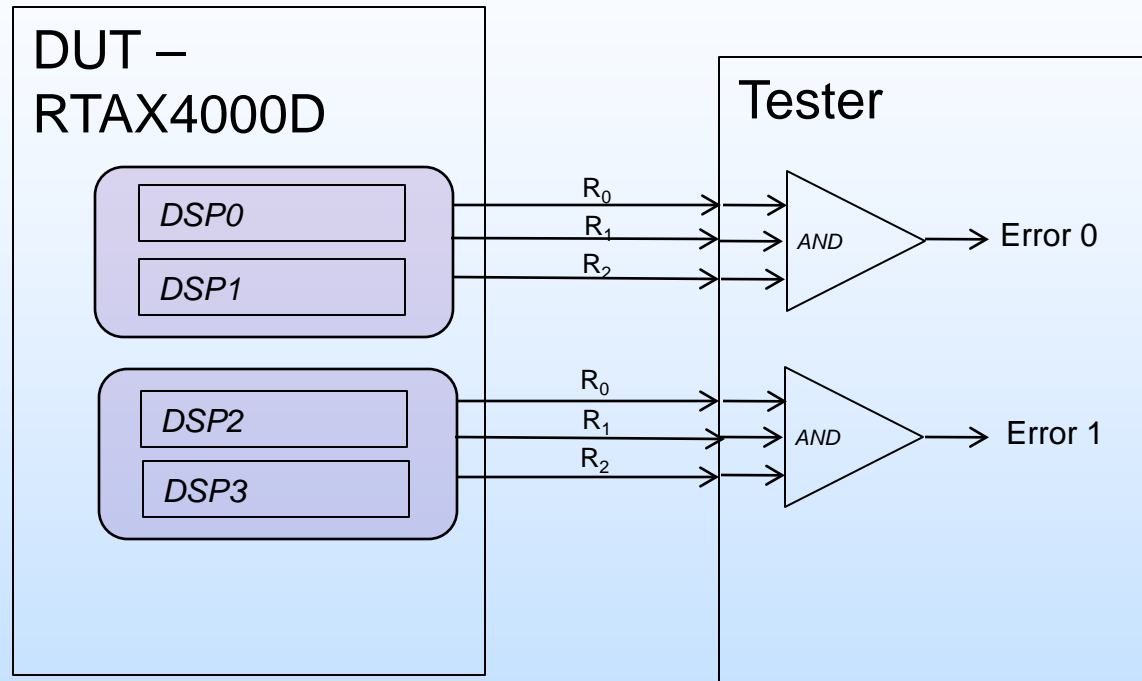 DUT –
RTAX4000D
DSP0
DSP1
R0
R1
R2
AND
Error 0
DSP2
DSP3
R0
R1
R2
AND
Error 1
Tester